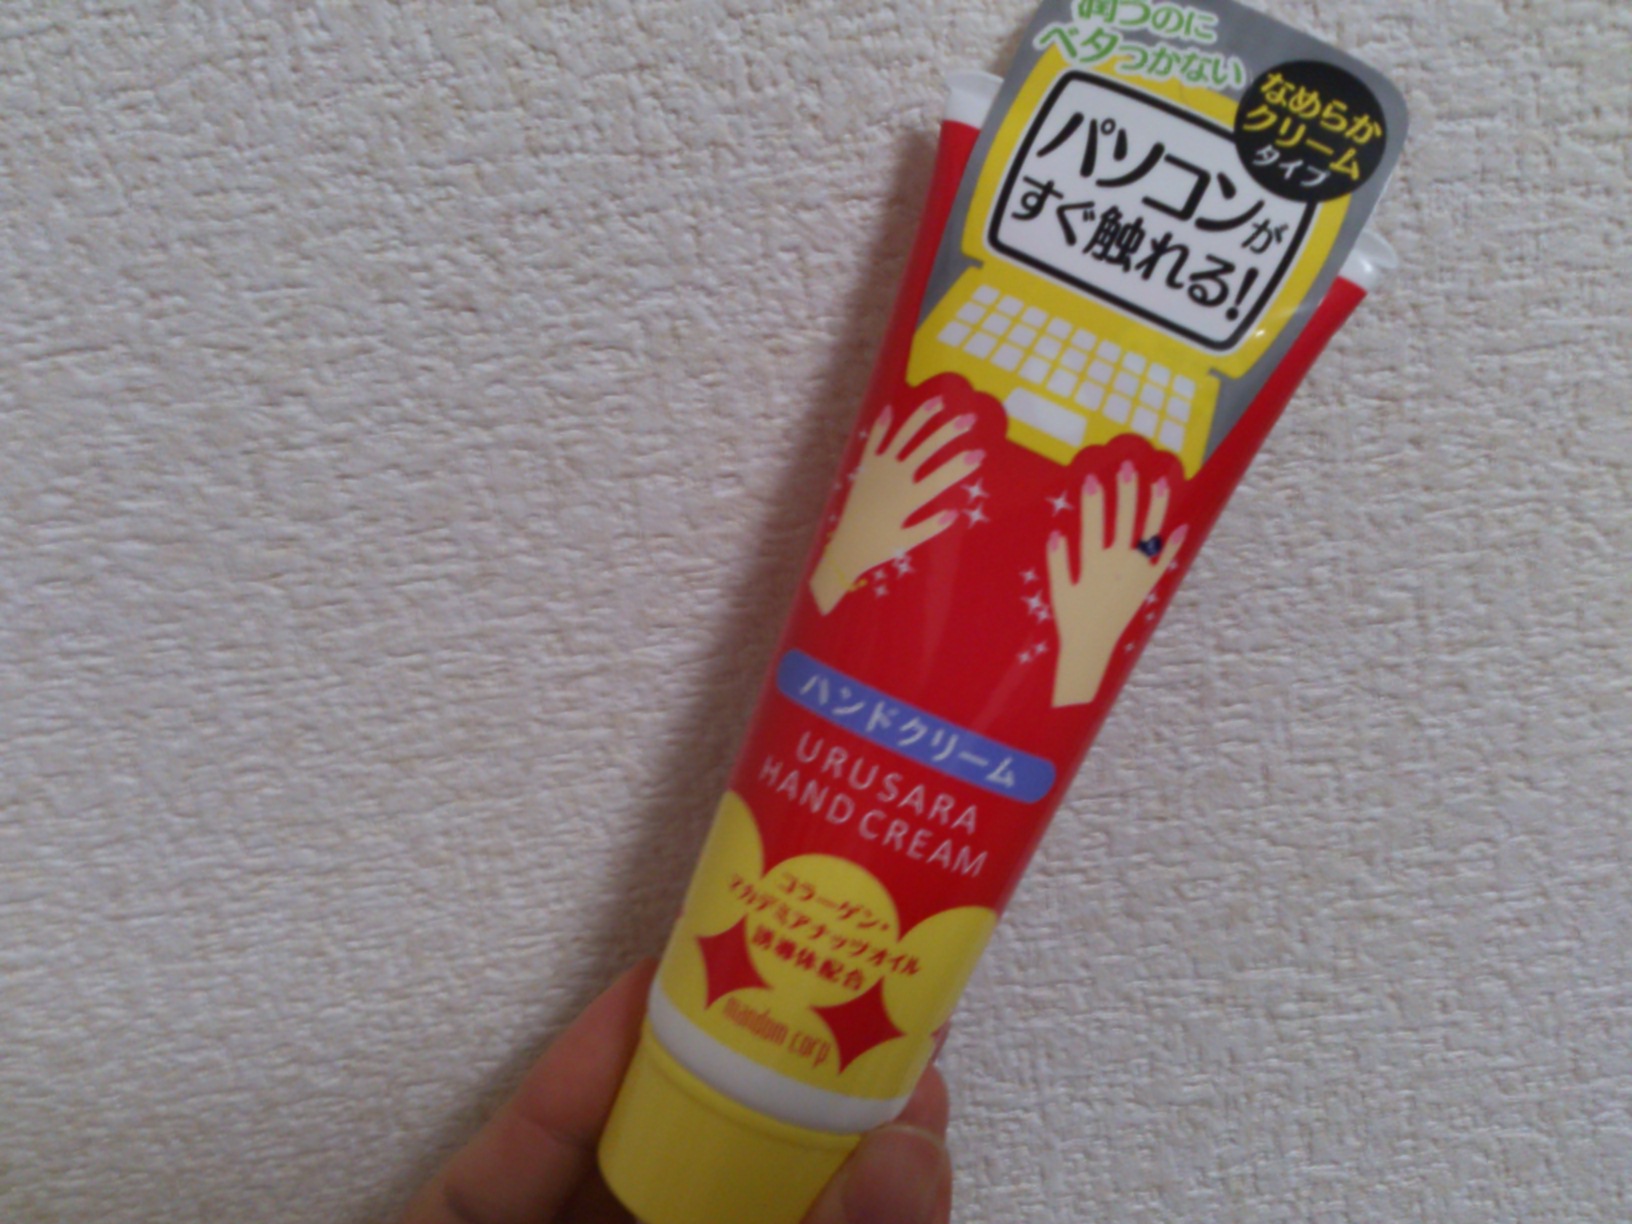 潤うのに
ベタつかない
なめらか
クリーム
タイプ
パソコンが
すぐ触れる!
ハンドクリーム
URUSARA
HAND CREAM
コラーゲン・
マカデミアナッツオイル
誘導体配合
mandom corp